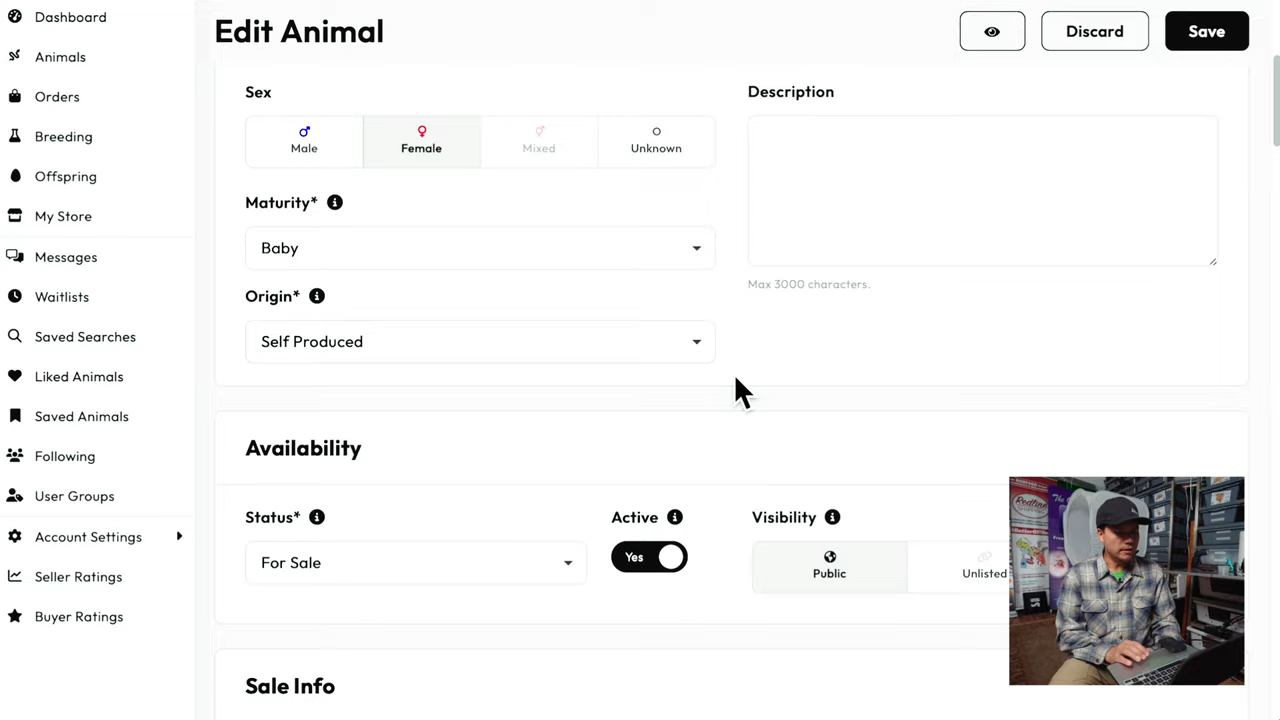 Dashboard
Animals
Orders
Breeding
Offspring
My Store
Messages
Waitlists
Saved Searches
Liked Animals
Saved Animals
Following
User Groups
Account Settings
Seller Ratings
Buyer Ratings
Edit Animal
Discard
Save
Sex
Male
Female
Mixed
Unknown
Maturity*
Baby
Origin*
Self Produced
Description
Max 3000 characters.
Availability
Status*
For Sale
Active
Yes
Visibility
Public
Unlisted
Sale Info
Redline